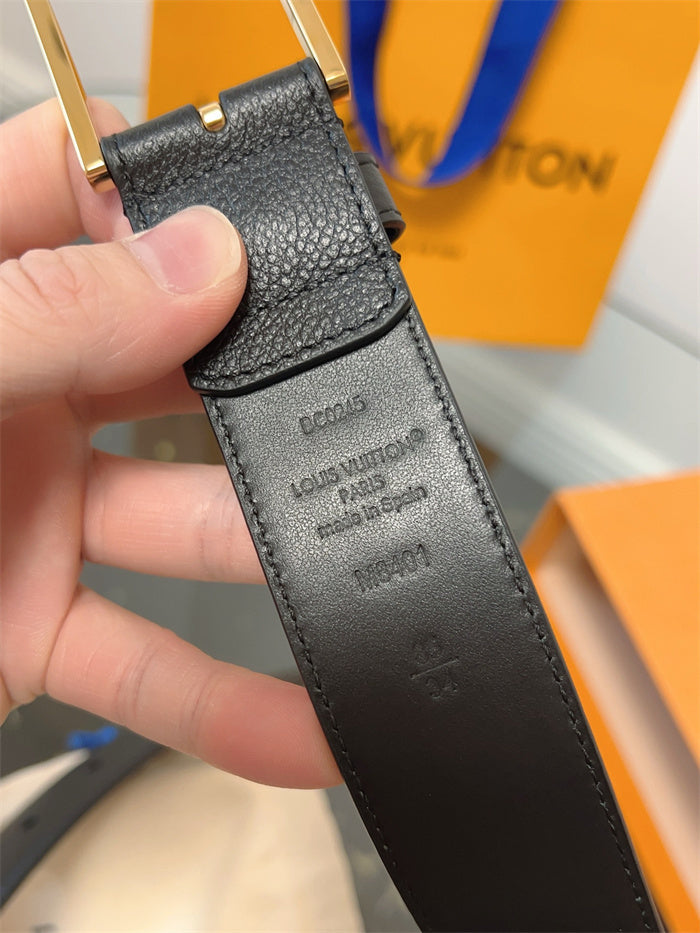 VUITTON
DC0245
LOUIS VUITTON®
PARIS
made in Spain
M8401